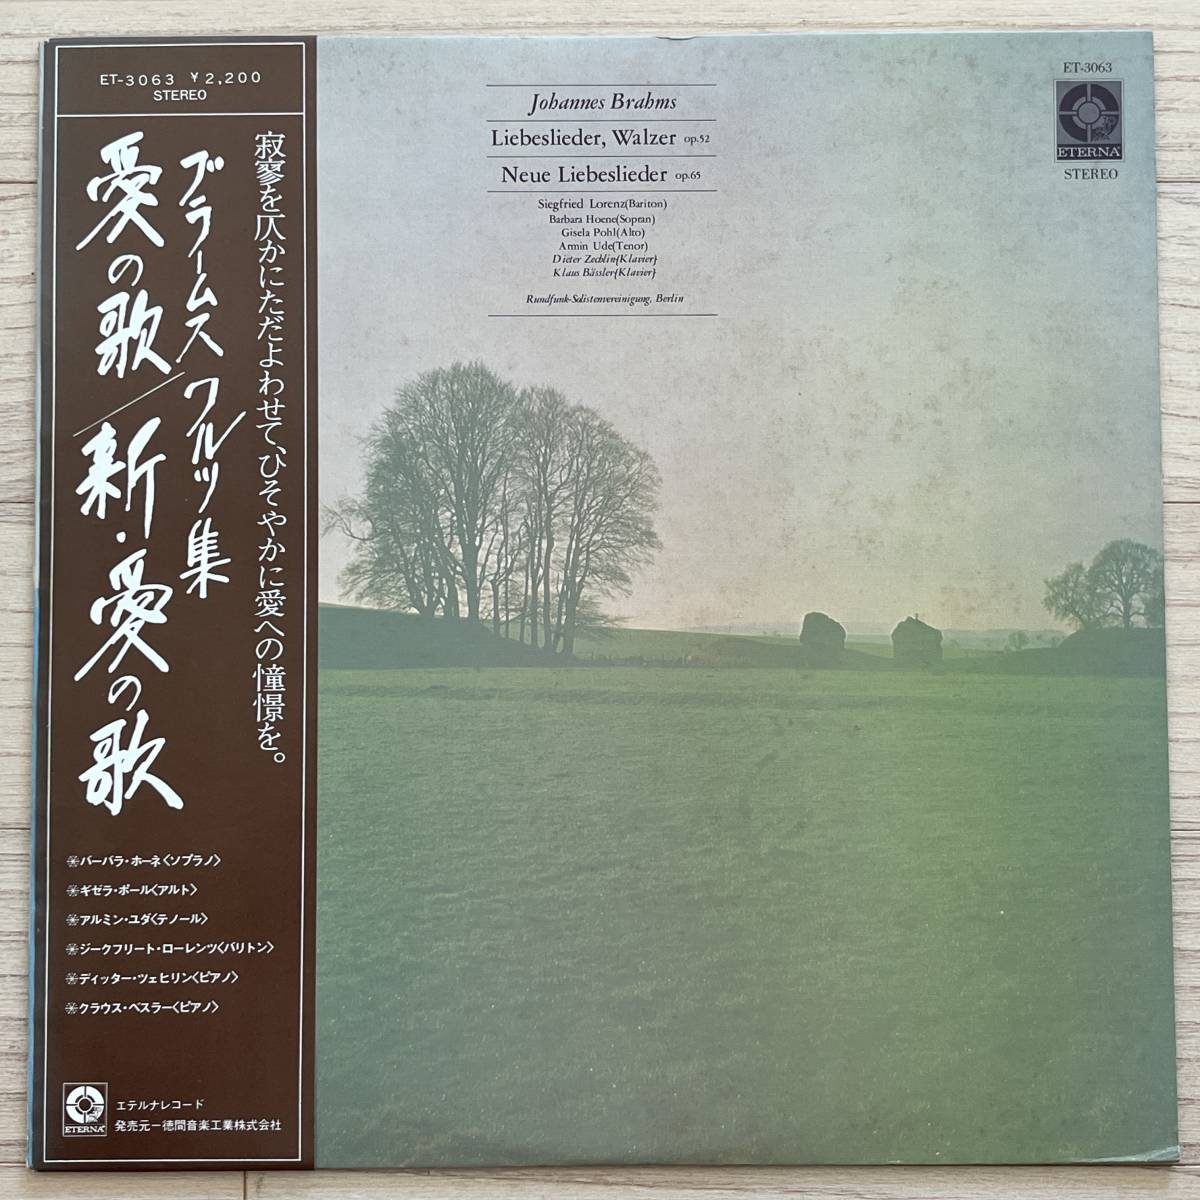 ET-3063 ¥2,200
STEREO
寂寥を仄かにただよわせて、ひそやかに愛への憧憬を。
ブラームス ワルツ集
愛の歌/新・愛の歌
バーバラ・ホーネ〈ソプラノ〉
ギゼラ・ポール〈アルト〉
アルミン・ユダ〈テノール〉
ジークフリート・ローレンツ〈バリトン〉
ディッター・ツェヒリン〈ピアノ〉
クラウス・ベスラー〈ピアノ〉
ETERNA
エテルナレコード
発売元—徳間音楽工業株式会社
Johannes Brahms
Liebeslieder, Walzer op.52
Neue Liebeslieder op.65
Siegfried Lorenz(Bariton)
Barbara Hoene(Sopran)
Gisela Pohl(Alto)
Armin Ude(Tenor)
Dieter Zechlin(Klavier)
Klaus Bässler(Klavier)
Rundfunk-Solistenvereinigung, Berlin
ET-3063
ETERNA
STEREO